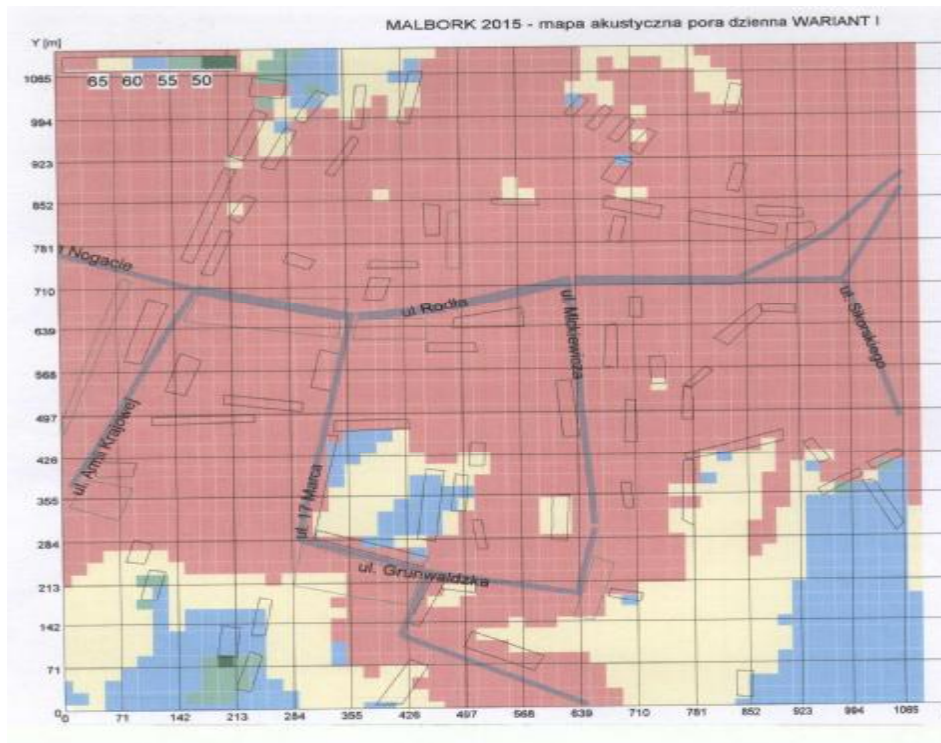 MALBORK 2015 - mapa akustyczna pora dzienna WARIANT I
Y [m]
65 60 55 50
1065
994
923
852
781
710
639
568
497
426
355
284
213
142
71
0 71 142 213 284 355 426 497 568 639 710 781 852 923 994 1065
Nogacie
ul. Rodła
ul. Mickiewicza
ul. Sikorskiego
ul. Armii Krajowej
ul. 17 Marca
ul. Grunwaldzka